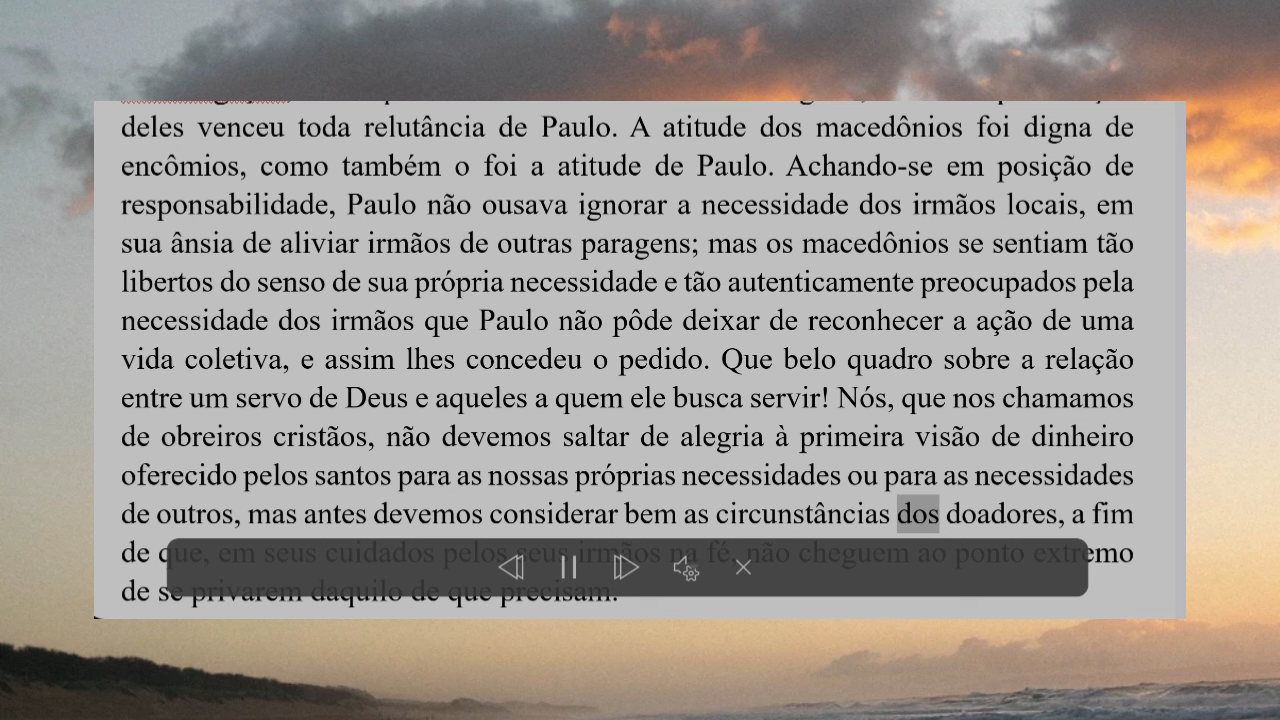 deles venceu toda relutância de Paulo. A atitude dos macedônios foi digna de
encômios, como também o foi a atitude de Paulo. Achando-se em posição de
responsabilidade, Paulo não ousava ignorar a necessidade dos irmãos locais, em
sua ânsia de aliviar irmãos de outras paragens; mas os macedônios se sentiam tão
libertos do senso de sua própria necessidade e tão autenticamente preocupados pela
necessidade dos irmãos que Paulo não pôde deixar de reconhecer a ação de uma
vida coletiva, e assim lhes concedeu o pedido. Que belo quadro sobre a relação
entre um servo de Deus e aqueles a quem ele busca servir! Nós, que nos chamamos
de obreiros cristãos, não devemos saltar de alegria à primeira visão de dinheiro
oferecido pelos santos para as nossas próprias necessidades ou para as necessidades
de outros, mas antes devemos considerar bem as circunstâncias dos doadores, a fim
de que, em seus cuidados pelos seus irmãos na fé, não cheguem ao ponto extremo
de se privarem daquilo de que precisam.